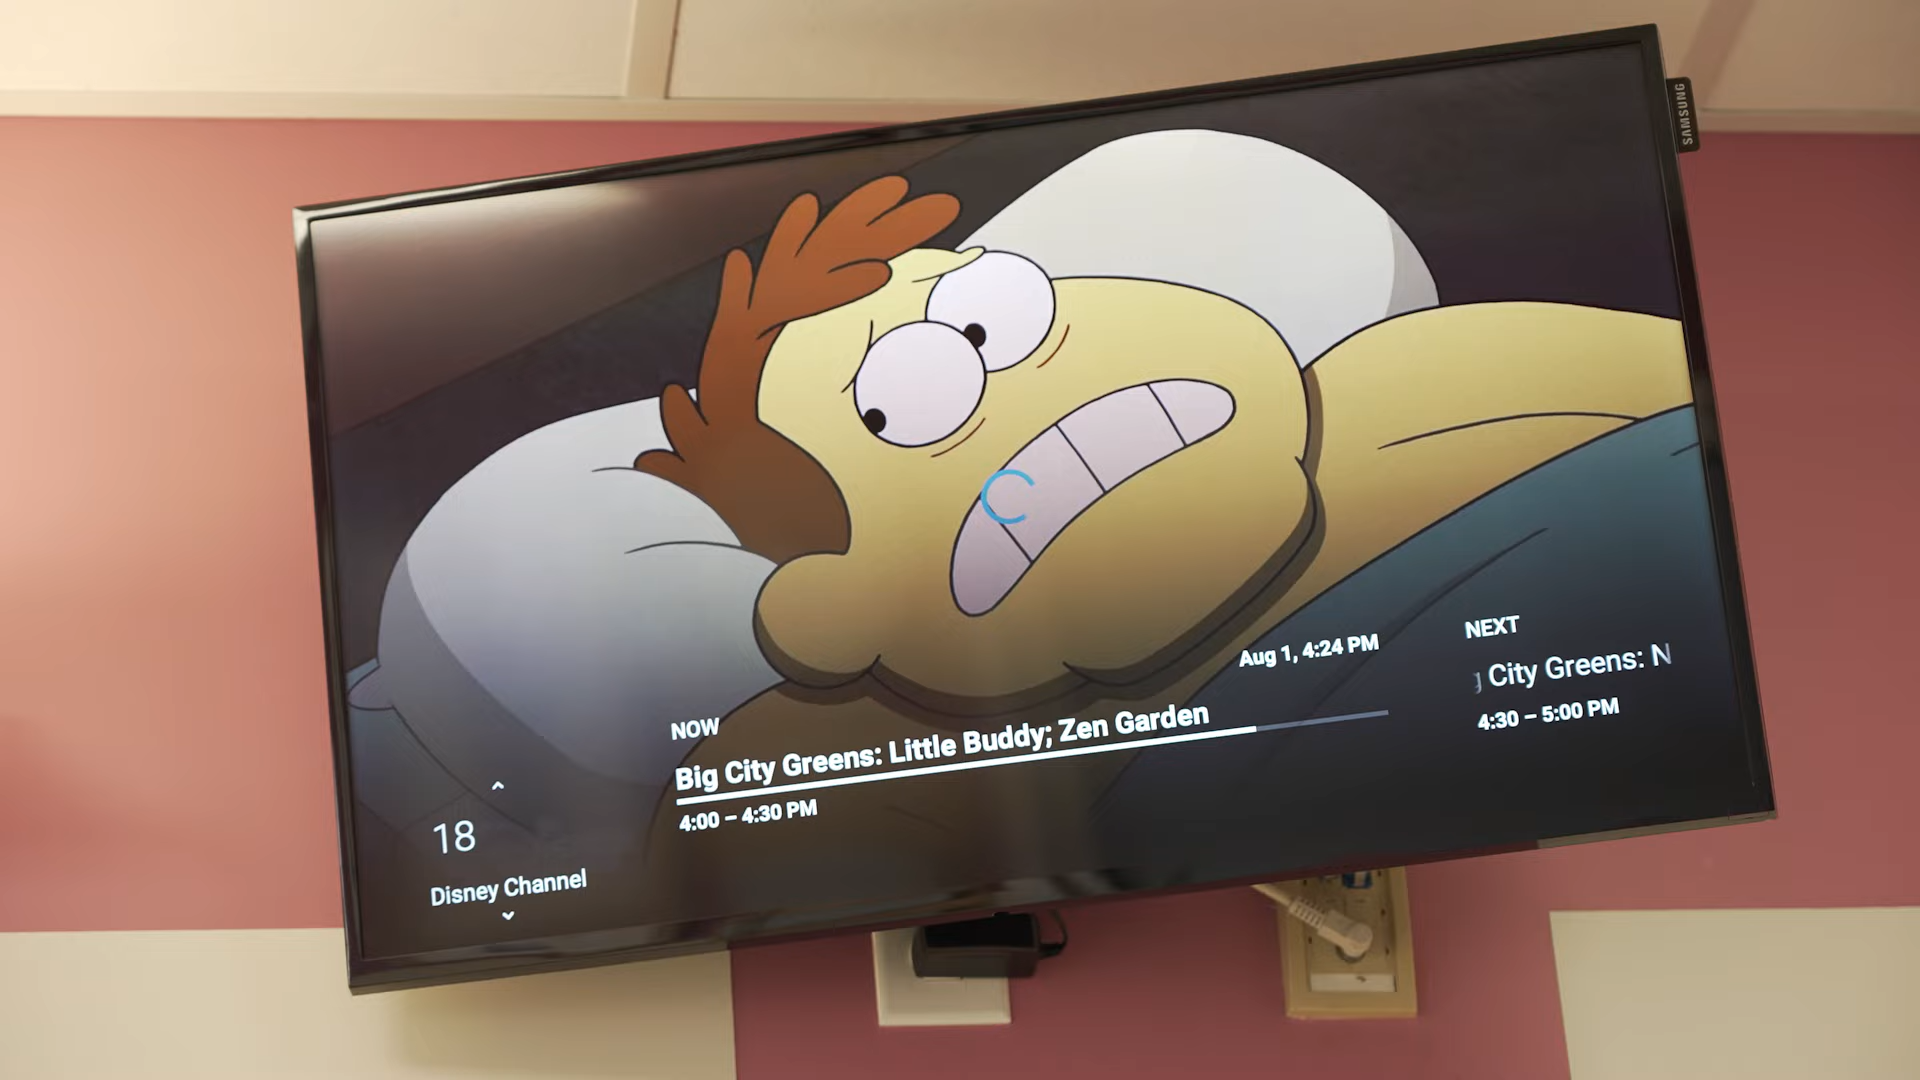 SAMSUNG
Aug 1, 4:24 PM
NOW
Big City Greens: Little Buddy; Zen Garden
4:00 – 4:30 PM
NEXT
City Greens: N
4:30 – 5:00 PM
18
Disney Channel